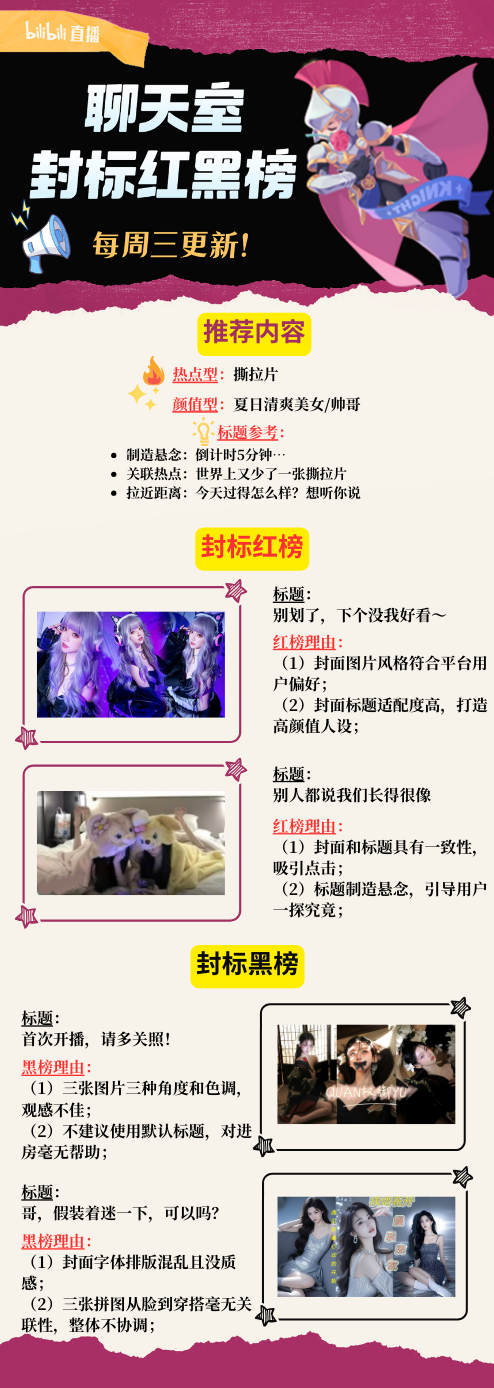 bilibili 直播
聊天室
封标红黑榜
KNIGHT
每周三更新！
推荐内容
热点型：撕拉片
颜值型：夏日清爽美女/帅哥
标题参考：
制造悬念：倒计时5分钟…
关联热点：世界上又少了一张撕拉片
拉近距离：今天过得怎么样？想听你说
封标红榜
标题：
别划了，下个没我好看～
红榜理由：
（1）封面图片风格符合平台用
户偏好；
（2）封面标题适配度高，打造
高颜值人设；
标题：
别人都说我们长得很像
红榜理由：
（1）封面和标题具有一致性，
吸引点击；
（2）标题制造悬念，引导用户
一探究竟；
封标黑榜
标题：
首次开播，请多关照！
黑榜理由：
（1）三张图片三种角度和色调，
观感不佳；
（2）不建议使用默认标题，对进
房毫无帮助；
标题：
哥，假装着迷一下，可以吗？
黑榜理由：
（1）封面字体排版混乱且没质
感；
（2）三张拼图从脸到穿搭毫无关
联性，整体不协调；